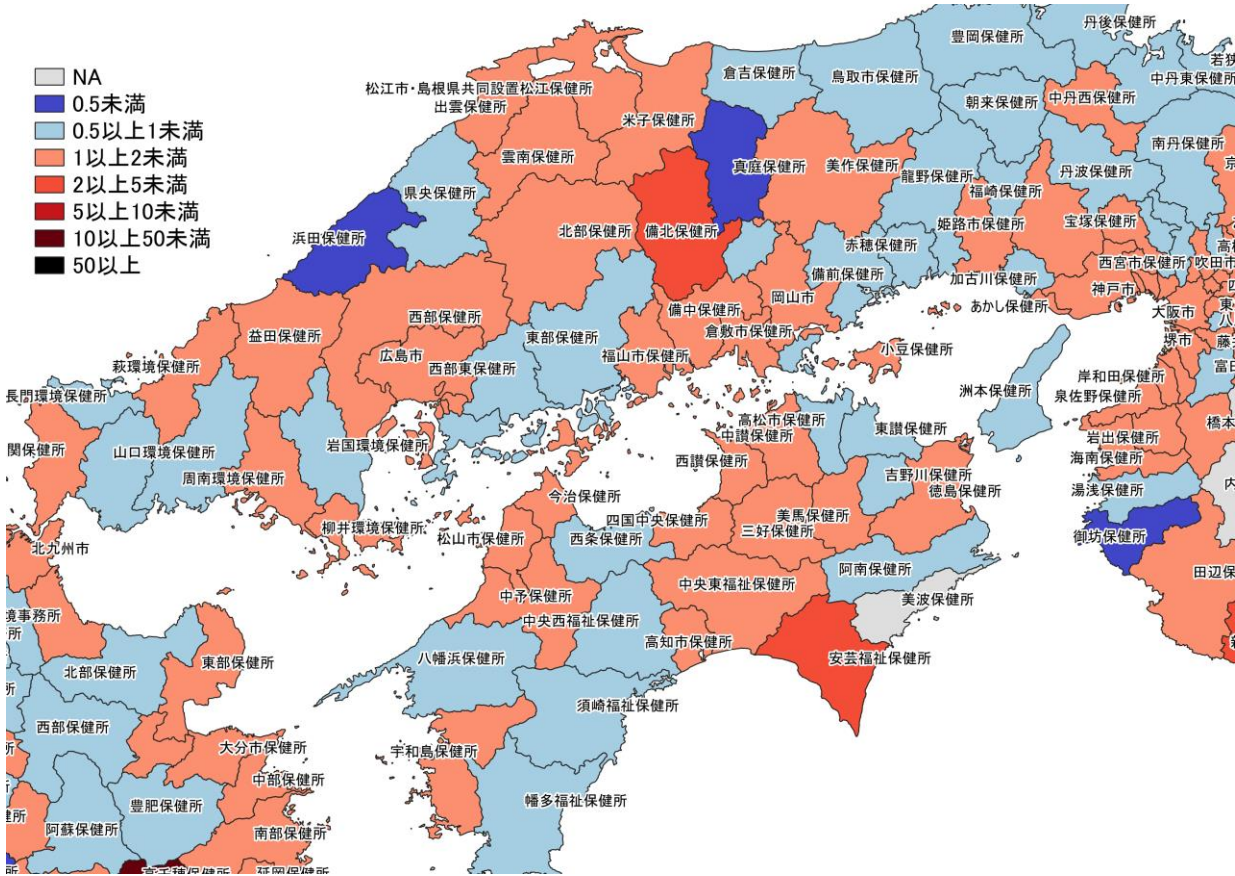 NA
0.5未満
0.5以上1未満
1以上2未満
2以上5未満
5以上10未満
10以上50未満
50以上
丹後保健所
豊岡保健所
若狭
倉吉保健所
鳥取市保健所
中丹東保健所
松江市・島根県共同設置松江保健所
出雲保健所
朝来保健所
中丹西保健所
米子保健所
南丹保健所
雲南保健所
真庭保健所
美作保健所
龍野保健所
丹波保健所
県央保健所
福崎保健所
北部保健所
備北保健所
姫路市保健所
宝塚保健所
浜田保健所
赤穂保健所
西宮市保健所
吹田市
備前保健所
加古川保健所
神戸市
西部保健所
備中保健所
岡山市
あかし保健所
大阪市
益田保健所
東部保健所
倉敷市保健所
堺市
広島市
福山市保健所
小豆保健所
萩環境保健所
西部東保健所
岸和田保健所
長門環境保健所
洲本保健所
泉佐野保健所
高松市保健所
中讃保健所
東讃保健所
橋本
関保健所
山口環境保健所
岩国環境保健所
岩出保健所
西讃保健所
海南保健所
周南環境保健所
吉野川保健所
徳島保健所
湯浅保健所
今治保健所
四国中央保健所
美馬保健所
柳井環境保健所
松山市保健所
西条保健所
三好保健所
御坊保健所
北九州市
阿南保健所
田辺保
中央東福祉保健所
中予保健所
美波保健所
境事務所
所
中央西福祉保健所
高知市保健所
北部保健所
東部保健所
八幡浜保健所
安芸福祉保健所
西部保健所
須崎福祉保健所
大分市保健所
宇和島保健所
中部保健所
豊肥保健所
幡多福祉保健所
阿蘇保健所
南部保健所
高千穂保健所
延岡保健所